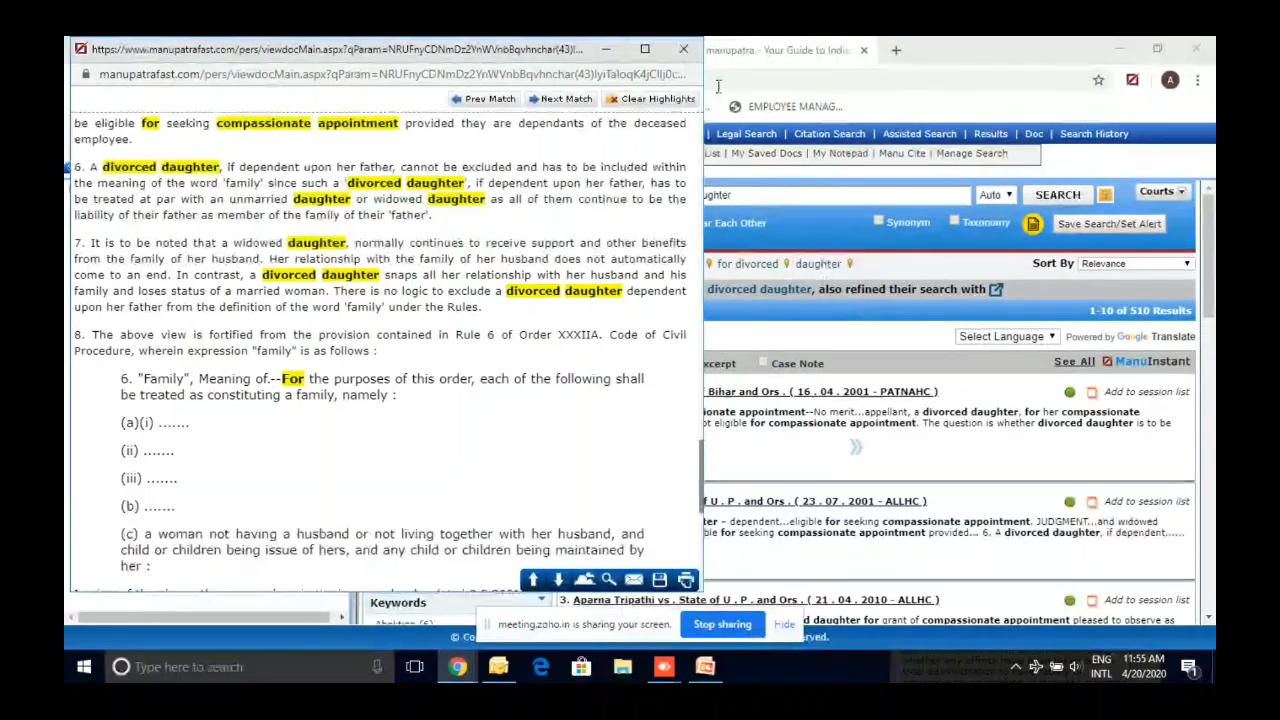 https://www.manupatrafast.com/pers/viewdocMain.aspx?qParam=NRUFnyCDNmDz2YnWVnbBqvhnchar(43)l...
manupatra - Your Guide to India
manupatrafast.com/pers/viewdocMain.aspx?qParam=NRUFnyCDNmDz2YnWVnbBqvhnchar(43)lyiTaloqK4jCIlj0c...
A
Prev Match Next Match Clear Highlights
EMPLOYEE MANAG...
be eligible for seeking compassionate appointment provided they are dependants of the deceased
employee.
6. A divorced daughter, if dependent upon her father, cannot be excluded and has to be included within
the meaning of the word 'family' since such a 'divorced daughter', if dependent upon her father, has to
be treated at par with an unmarried daughter or widowed daughter as all of them continue to be the
liability of their father as member of the family of their 'father'.
7. It is to be noted that a widowed daughter, normally continues to receive support and other benefits
from the family of her husband. Her relationship with the family of her husband does not automatically
come to an end. In contrast, a divorced daughter snaps all her relationship with her husband and his
family and loses status of a married woman. There is no logic to exclude a divorced daughter dependent
upon her father from the definition of the word 'family' under the Rules.
8. The above view is fortified from the provision contained in Rule 6 of Order XXXIIA. Code of Civil
Procedure, wherein expression "family" is as follows :
6. "Family", Meaning of.--For the purposes of this order, each of the following shall
be treated as constituting a family, namely :
(a)(i) .......
(ii) .......
(iii) .......
(b) .......
(c) a woman not having a husband or not living together with her husband, and
child or children being issue of hers, and any child or children being maintained by
her :
Legal Search | Citation Search | Assisted Search | Results | Doc | Search History
List | My Saved Docs | My Notepad | Manu Cite | Manage Search
ughter Auto SEARCH Courts
ar Each Other Synonym Taxonomy Save Search/Set Alert
for divorced daughter Sort By Relevance
divorced daughter, also refined their search with
1-10 of 510 Results
Select Language Powered by Google Translate
xcerpt Case Note See All ManuInstant
f Bihar and Ors . ( 16 . 04 . 2001 - PATNAHC ) Add to session list
onate appointment--No merit...appellant, a divorced daughter, for her compassionate
ot eligible for compassionate appointment. The question is whether divorced daughter is to be
of U . P . and Ors . ( 23 . 07 . 2001 - ALLHC ) Add to session list
ter – dependent...eligible for seeking compassionate appointment. JUDGMENT...and widowed
le for seeking compassionate appointment provided... 6. A divorced daughter, if dependent,.....
Keywords
3. Aparna Tripathi vs . State of U . P . and Ors . ( 21 . 04 . 2010 - ALLHC ) Add to session list
daughter for grant of compassionate appointment pleased to observe as
meeting.zoho.in is sharing your screen. Stop sharing Hide
© Co
rved.
Type here to search
ENG
INTL
11:55 AM
4/20/2020
1